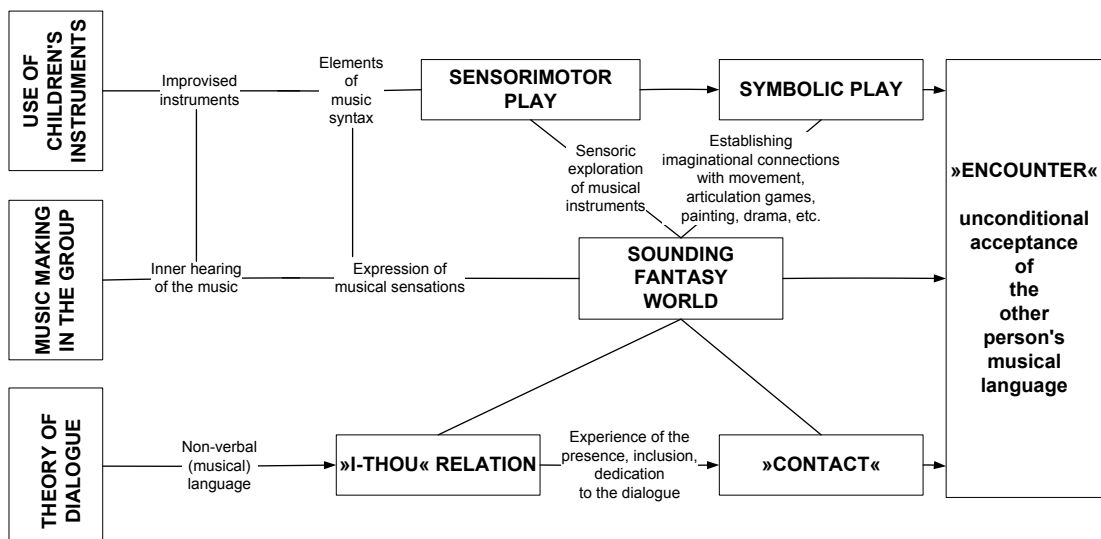 USE OF
CHILDREN'S
INSTRUMENTS
Improvised
instruments
Elements
of
music
syntax
SENSORIMOTOR
PLAY
SYMBOLIC PLAY
Sensoric
exploration
of musical
instruments
Establishing
imaginational connections
with movement,
articulation games,
painting, drama, etc.
MUSIC MAKING
IN THE GROUP
Inner hearing
of the music
Expression of
musical sensations
SOUNDING
FANTASY
WORLD
THEORY OF
DIALOGUE
Non-verbal
(musical)
language
»I-THOU« RELATION
Experience of the
presence, inclusion,
dedication
to the dialogue
»CONTACT«
»ENCOUNTER«
unconditional
acceptance
of
the
other
person's
musical
language